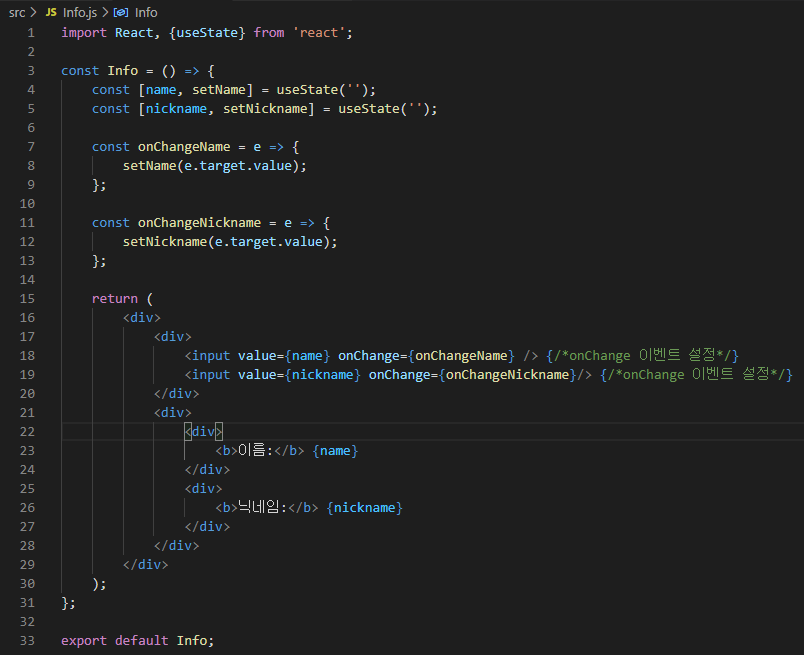 src > JS Info.js > Info
1 import React, {useState} from 'react';
2
3 const Info = () => {
4     const [name, setName] = useState('');
5     const [nickname, setNickname] = useState('');
6
7     const onChangeName = e => {
8         setName(e.target.value);
9     };
10
11     const onChangeNickname = e => {
12         setNickname(e.target.value);
13     };
14
15     return (
16         <div>
17             <div>
18                 <input value={name} onChange={onChangeName} /> {/*onChange 이벤트 설정*/}
19                 <input value={nickname} onChange={onChangeNickname}/> {/*onChange 이벤트 설정*/}
20             </div>
21             <div>
22                 <div>
23                     <b>이름:</b> {name}
24                 </div>
25                 <div>
26                     <b>닉네임:</b> {nickname}
27                 </div>
28             </div>
29         </div>
30     );
31 };
32
33 export default Info;